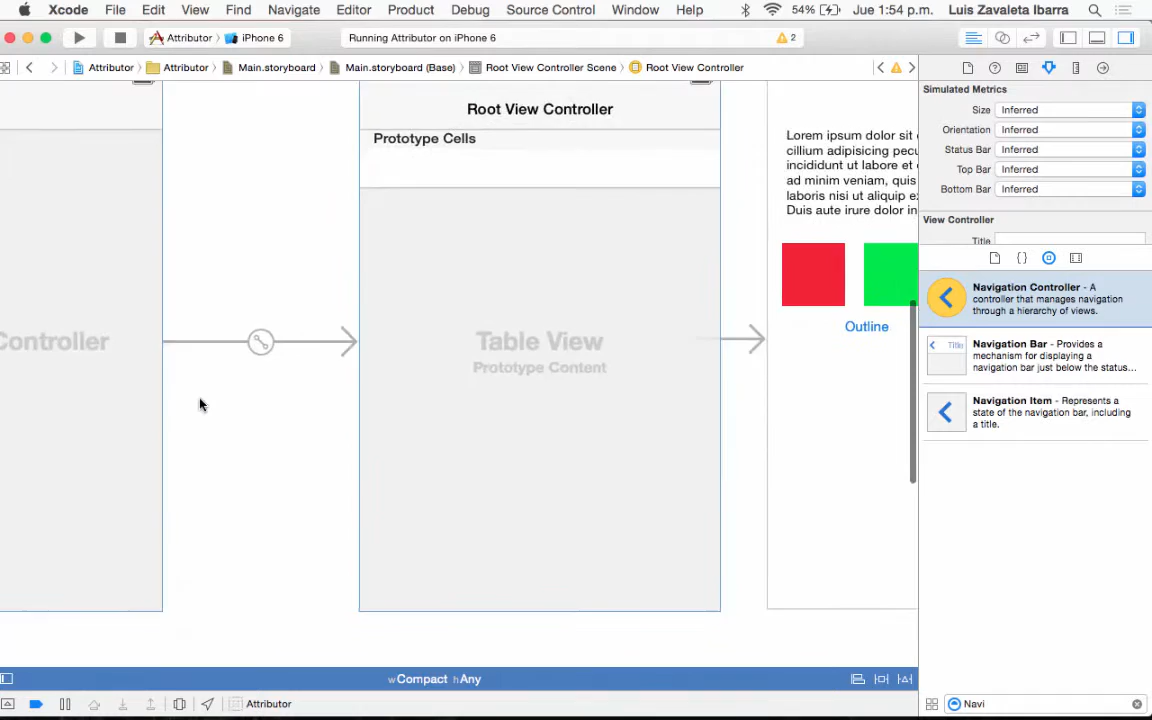 Xcode File Edit View Find Navigate Editor Product Debug Query Source Control Window Help 54% Jue 1:54 p.m. Luis Zavaleta Ibarra
Attributor iPhone 6 Running Attributor on iPhone 6 2
Attributor Attributor Main.storyboard Main.storyboard (Base) Root View Controller Scene Root View Controller
Simulated Metrics
Size Inferred
Orientation Inferred
Status Bar Inferred
Top Bar Inferred
Bottom Bar Inferred
View Controller
Title
Root View Controller
Prototype Cells
Controller
Table View
Prototype Content
Lorem ipsum dolor sit
cillium adipisicing pecu
incididunt ut labore et
ad minim veniam, quis
laboris nisi ut aliquip e
Duis aute irure dolor in
Outline
Navigation Controller - A
controller that manages navigation
through a hierarchy of views.
Navigation Bar - Provides a
mechanism for displaying a
navigation bar just below the status...
Title
Navigation Item - Represents a
state of the navigation bar, including
a title.
wCompact hAny
Attributor
Navi